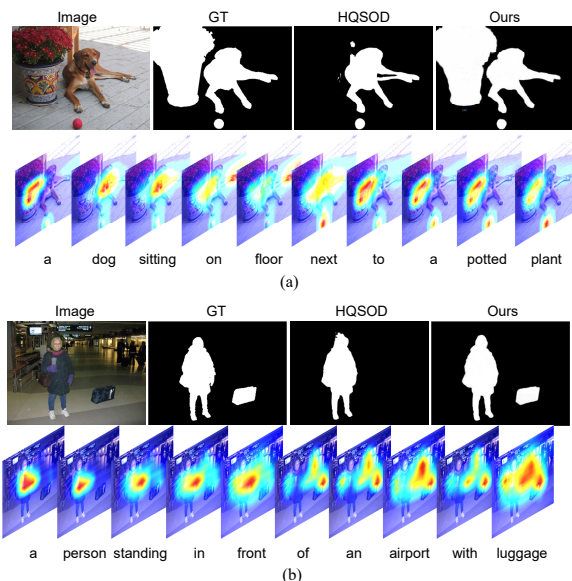 Image GT HQSOD Ours
a dog sitting on floor next to a potted plant
(a)
Image GT HQSOD Ours
a person standing in front of an airport with luggage
(b)